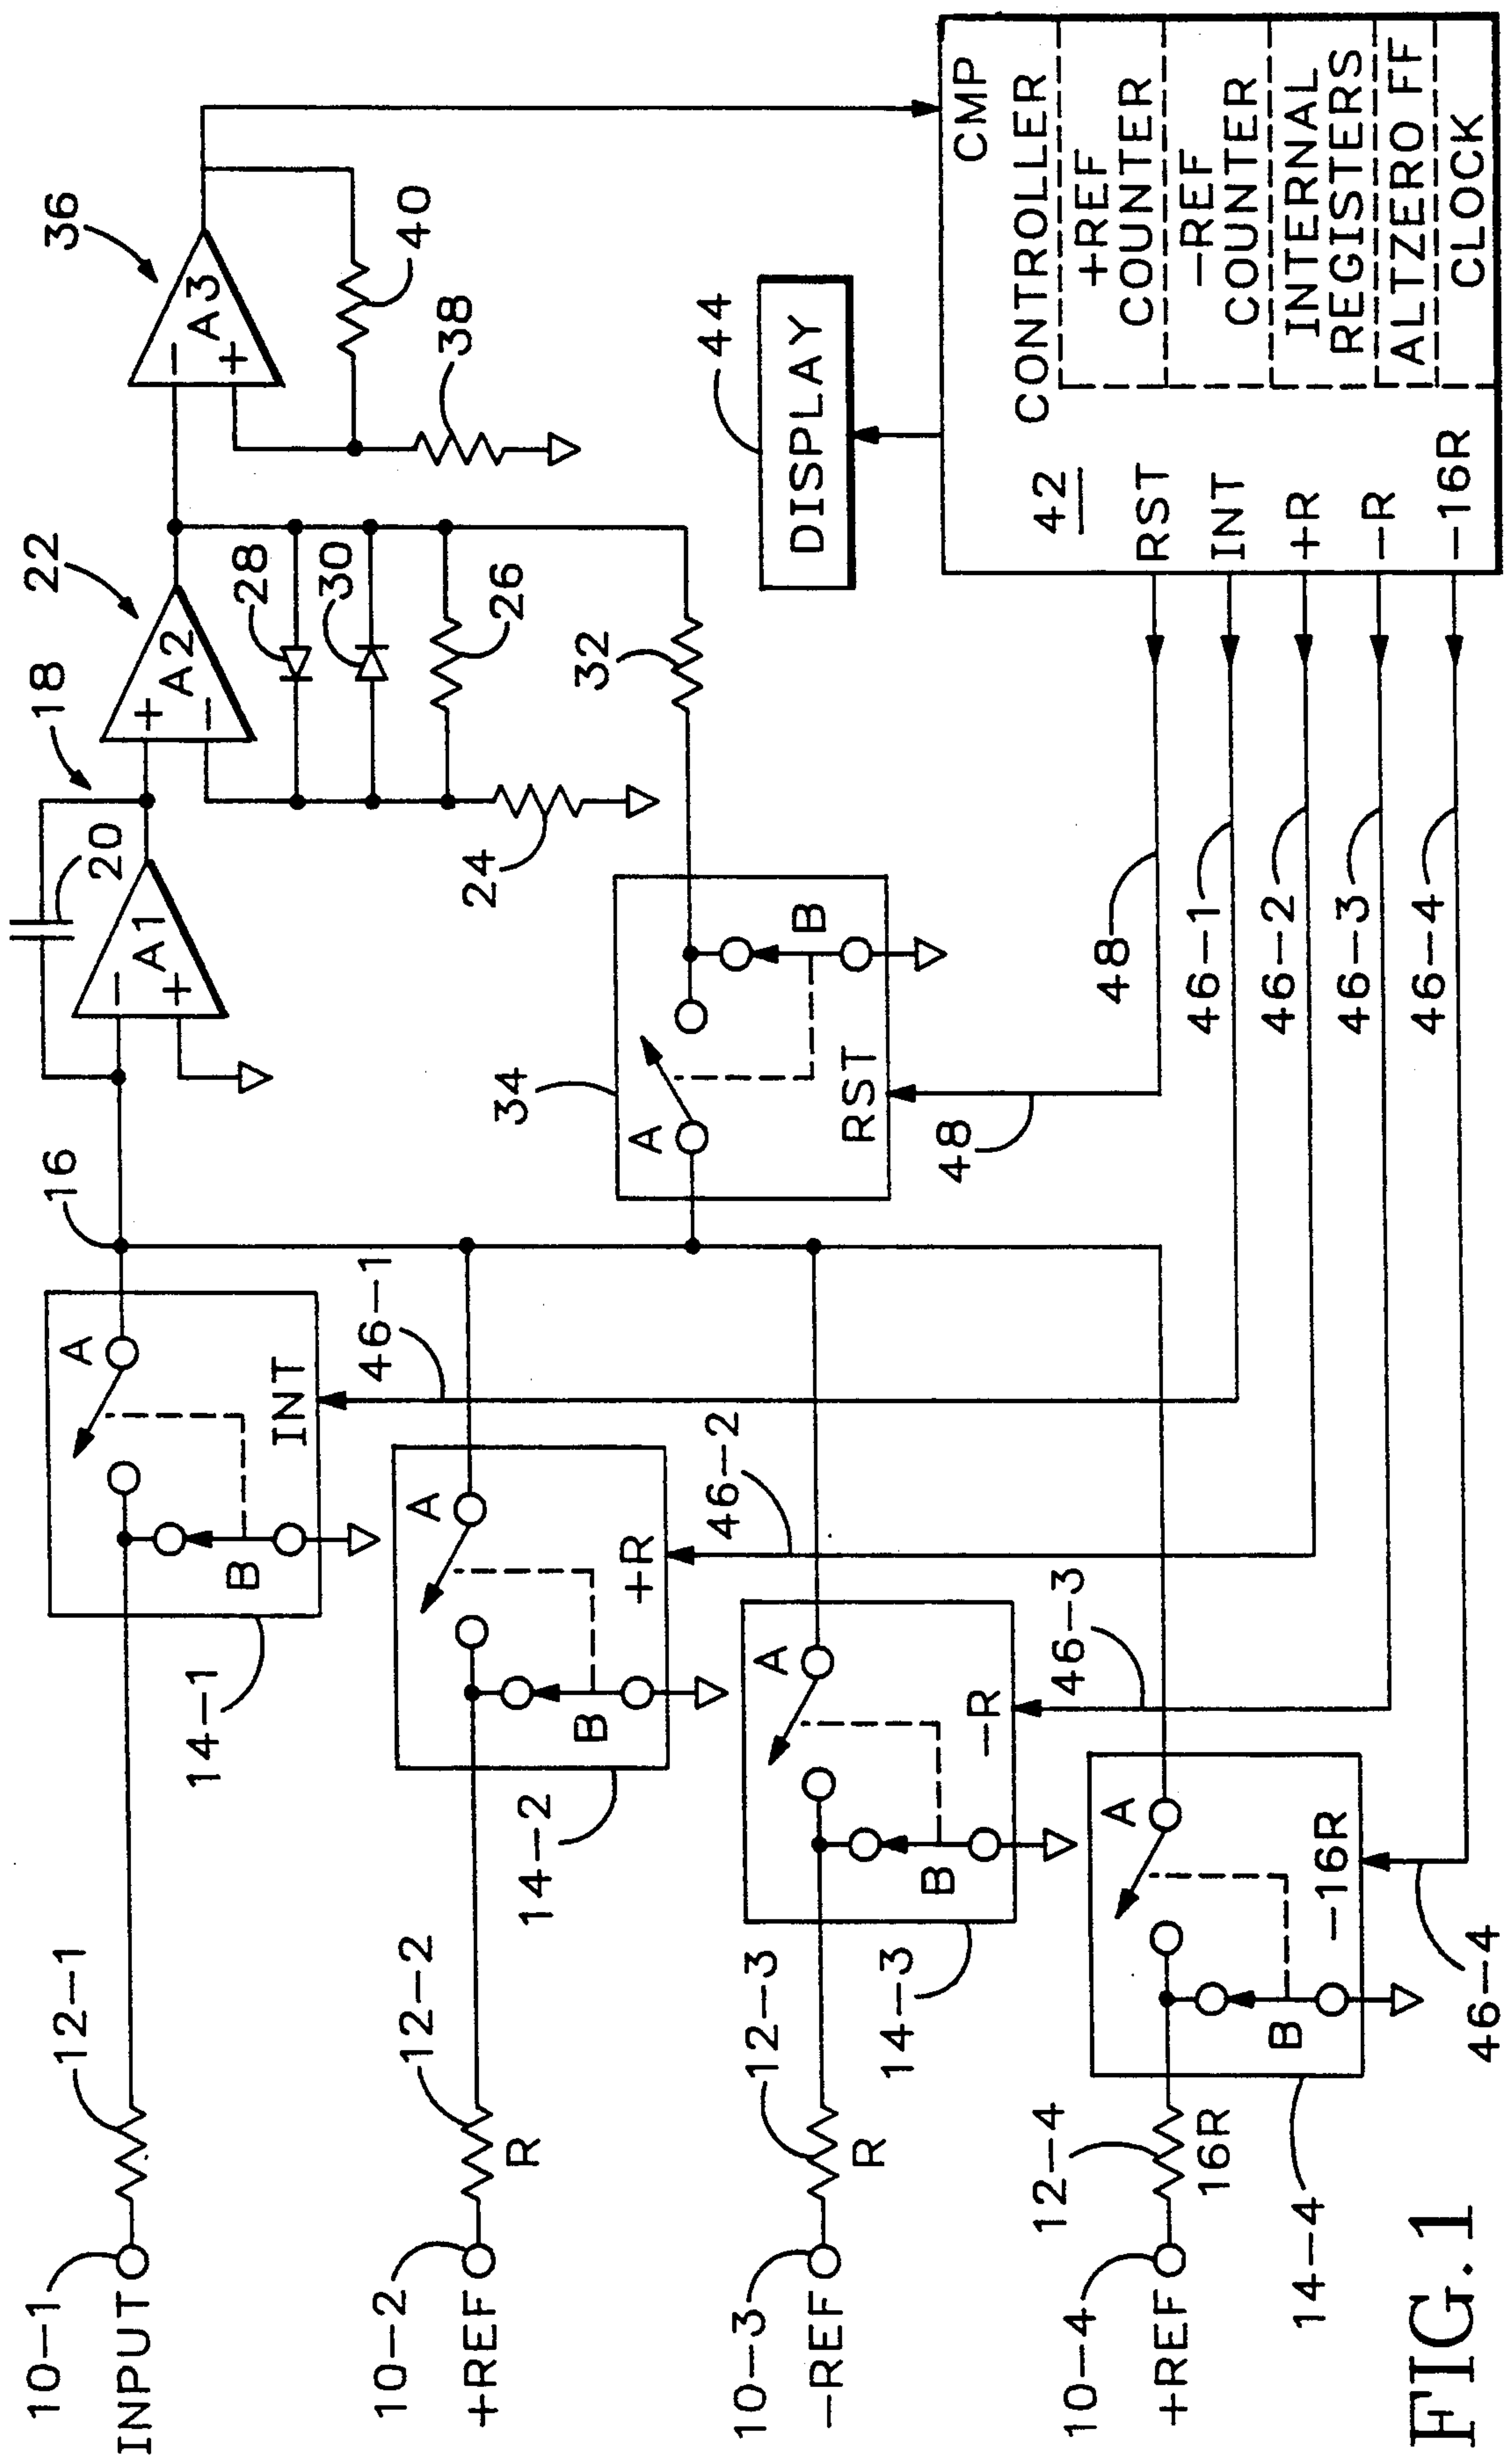 10-1
INPUT
12-1
14-1
A
B
INT
46-1
16
10-2
+REF
12-2
R
14-2
A
B
+R
46-2
10-3
-REF
12-3
R
14-3
A
B
-R
46-3
10-4
+REF
12-4
16R
14-4
A
B
-16R
46-4
18
20
A1
-
+
22
A2
+
-
28
30
26
24
32
34
A
B
RST
48
48
46-1
46-2
46-3
46-4
36
A3
-
+
40
38
44
DISPLAY
42
CMP
CONTROLLER
+REF
COUNTER
-REF
COUNTER
INTERNAL
REGISTERS
ALTZERO FF
CLOCK
RST
INT
+R
-R
-16R
FIG. 1